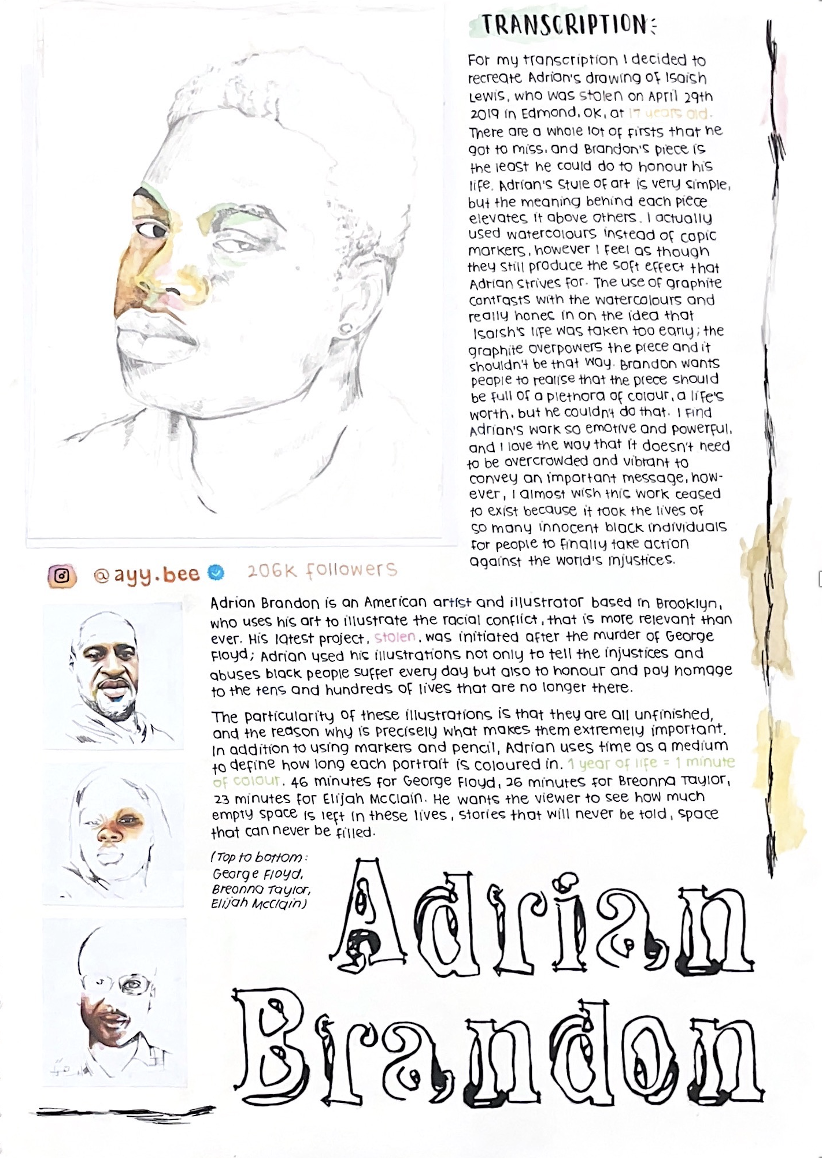 TRANSCRIPTION:
For my transcription I decided to
recreate Adrian's drawing of Isaiah
Lewis, who was stolen on April 29th
2019 in Edmond, OK, at 17 years old.
There are a whole lot of firsts that he
got to miss, and Brandon's piece is
the least he could do to honour his
life. Adrian's style of art is very simple,
but the meaning behind each piece
elevates it above others. I actually
used watercolours instead of copic
markers, however I feel as though
they still produce the soft effect that
Adrian strives for. The use of graphite
contrasts with the watercolours and
really hones in on the idea that
Isaiah's life was taken too early; the
graphite overpowers the piece and it
shouldn't be that way. Brandon wants
people to realise that the piece should
be full of a plethora of colour, a life's
worth, but he couldn't do that. I find
Adrian's work so emotive and powerful,
and I love the way that it doesn't need
to be overcrowded and vibrant to
convey an important message, how-
ever, I almost wish this work ceased
to exist because it took the lives of
so many innocent black individuals
for people to finally take action
against the world's injustices.
@ayy.bee 206K followers
Adrian Brandon is an American artist and illustrator based in Brooklyn,
who uses his art to illustrate the racial conflict, that is more relevant than
ever. His latest project, stolen, was initiated after the murder of George
Floyd; Adrian used his illustrations not only to tell the injustices and
abuses black people suffer every day but also to honour and pay homage
to the tens and hundreds of lives that are no longer there.
The particularity of these illustrations is that they are all unfinished,
and the reason why is precisely what makes them extremely important.
In addition to using markers and pencil, Adrian uses time as a medium
to define how long each portrait is coloured in. 1 year of life = 1 minute
of colour. 46 minutes for George Floyd, 26 minutes for Breonna Taylor,
23 minutes for Elijah McClain. He wants the viewer to see how much
empty space is left in these lives, stories that will never be told, space
that can never be filled.
(Top to bottom:
George Floyd,
Breonna Taylor,
Elijah McClain)
Adrian
Brandon